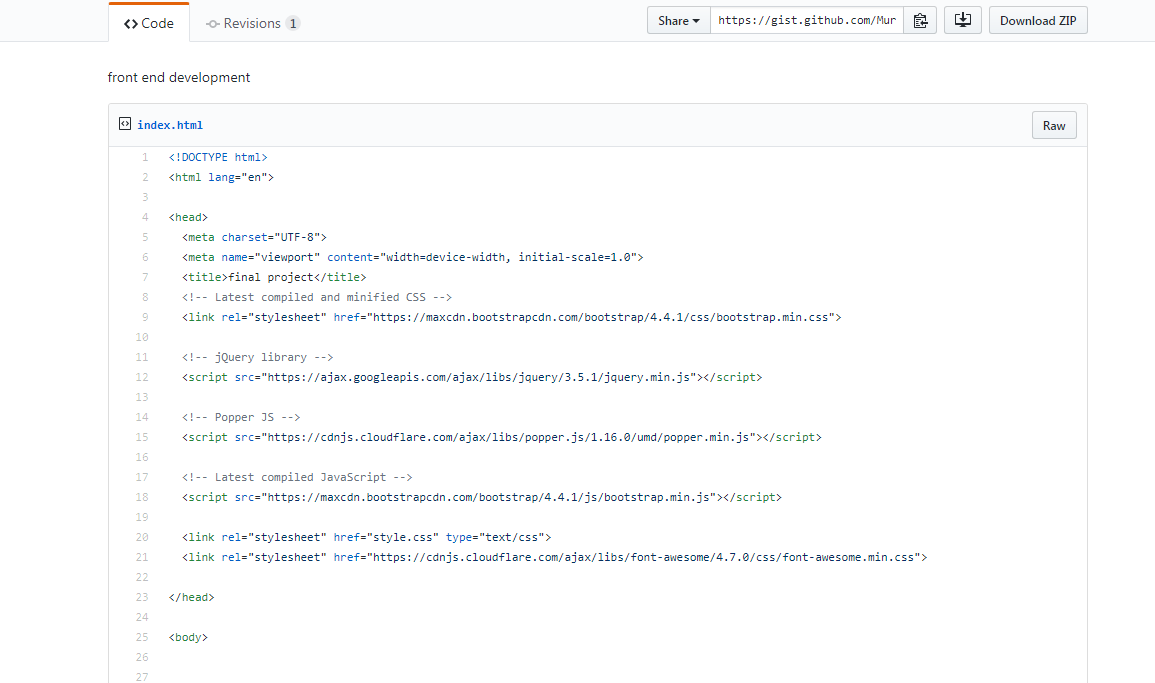 Code Revisions 1 Share https://gist.github.com/Mur Download ZIP
front end development
index.html Raw
1 <!DOCTYPE html>
2 <html lang="en">
3
4 <head>
5 <meta charset="UTF-8">
6 <meta name="viewport" content="width=device-width, initial-scale=1.0">
7 <title>final project</title>
8 <!-- Latest compiled and minified CSS -->
9 <link rel="stylesheet" href="https://maxcdn.bootstrapcdn.com/bootstrap/4.4.1/css/bootstrap.min.css">
10
11 <!-- jQuery library -->
12 <script src="https://ajax.googleapis.com/ajax/libs/jquery/3.5.1/jquery.min.js"></script>
13
14 <!-- Popper JS -->
15 <script src="https://cdnjs.cloudflare.com/ajax/libs/popper.js/1.16.0/umd/popper.min.js"></script>
16
17 <!-- Latest compiled JavaScript -->
18 <script src="https://maxcdn.bootstrapcdn.com/bootstrap/4.4.1/js/bootstrap.min.js"></script>
19
20 <link rel="stylesheet" href="style.css" type="text/css">
21 <link rel="stylesheet" href="https://cdnjs.cloudflare.com/ajax/libs/font-awesome/4.7.0/css/font-awesome.min.css">
22
23 </head>
24
25 <body>
26
27